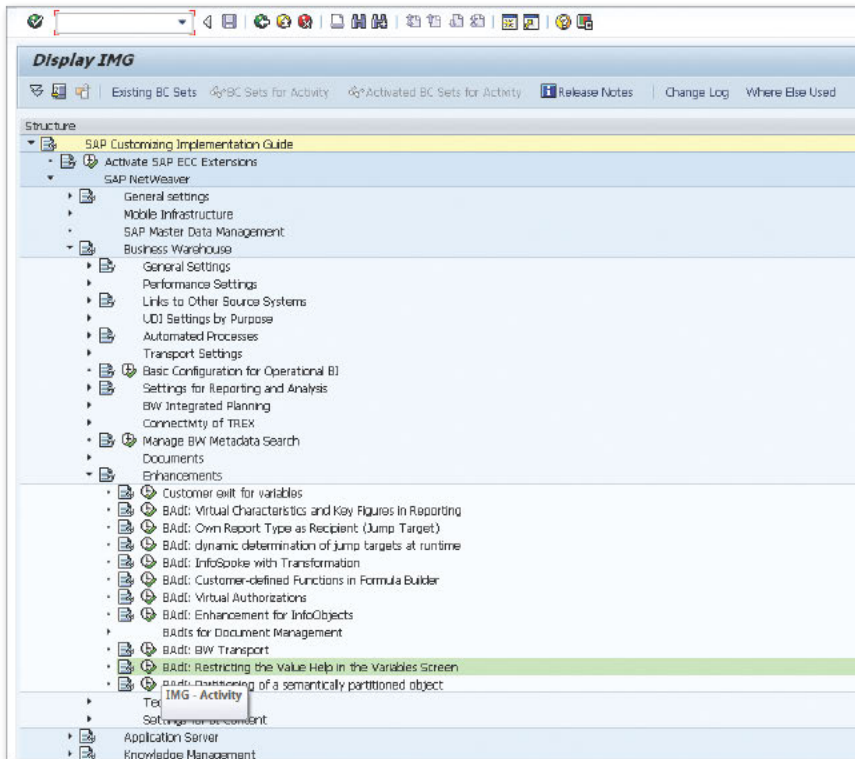 Display IMG
Existing BC Sets BC Sets for Activity Activated BC Sets for Activity Release Notes Change Log Where Else Used
Structure
SAP Customizing Implementation Guide
Activate SAP ECC Extensions
SAP NetWeaver
General settings
Mobile Infrastructure
SAP Master Data Management
Business Warehouse
General Settings
Performance Settings
Links to Other Source Systems
UDI Settings by Purpose
Automated Processes
Transport Settings
Basic Configuration for Operational BI
Settings for Reporting and Analysis
BW Integrated Planning
Connectivity of TREX
Manage BW Metadata Search
Documents
Enhancements
Customer exit for variables
BAdI: Virtual Characteristics and Key Figures in Reporting
BAdI: Own Report Type as Recipient (Jump Target)
BAdI: dynamic determination of jump targets at runtime
BAdI: InfoSpoke with Transformation
BAdI: Customer-defined Functions in Formula Builder
BAdI: Virtual Authorizations
BAdI: Enhancement for InfoObjects
BAdIs for Document Management
BAdI: BW Transport
BAdI: Restricting the Value Help in the Variables Screen
BAdI: Partitioning of a semantically partitioned object
IMG - Activity
Application Server
Knowledge Management